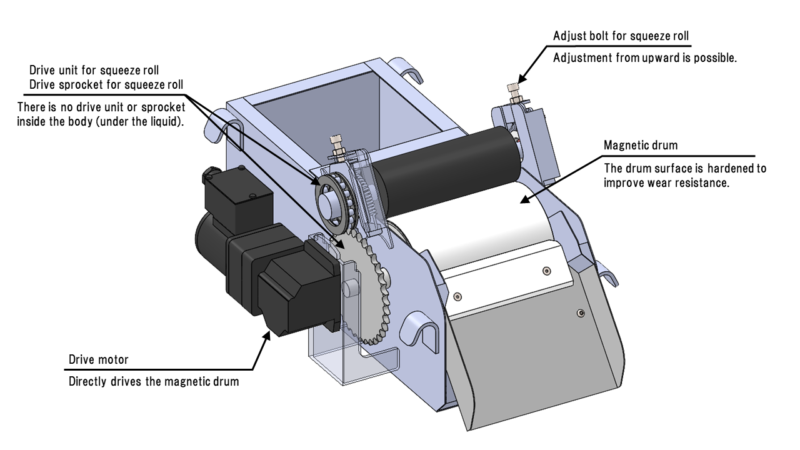 Adjust bolt for squeeze roll
Adjustment from upward is possible.
Drive unit for squeeze roll
Drive sprocket for squeeze roll
There is no drive unit or sprocket
inside the body (under the liquid).
Magnetic drum
The drum surface is hardened to
improve wear resistance.
Drive motor
Directly drives the magnetic drum